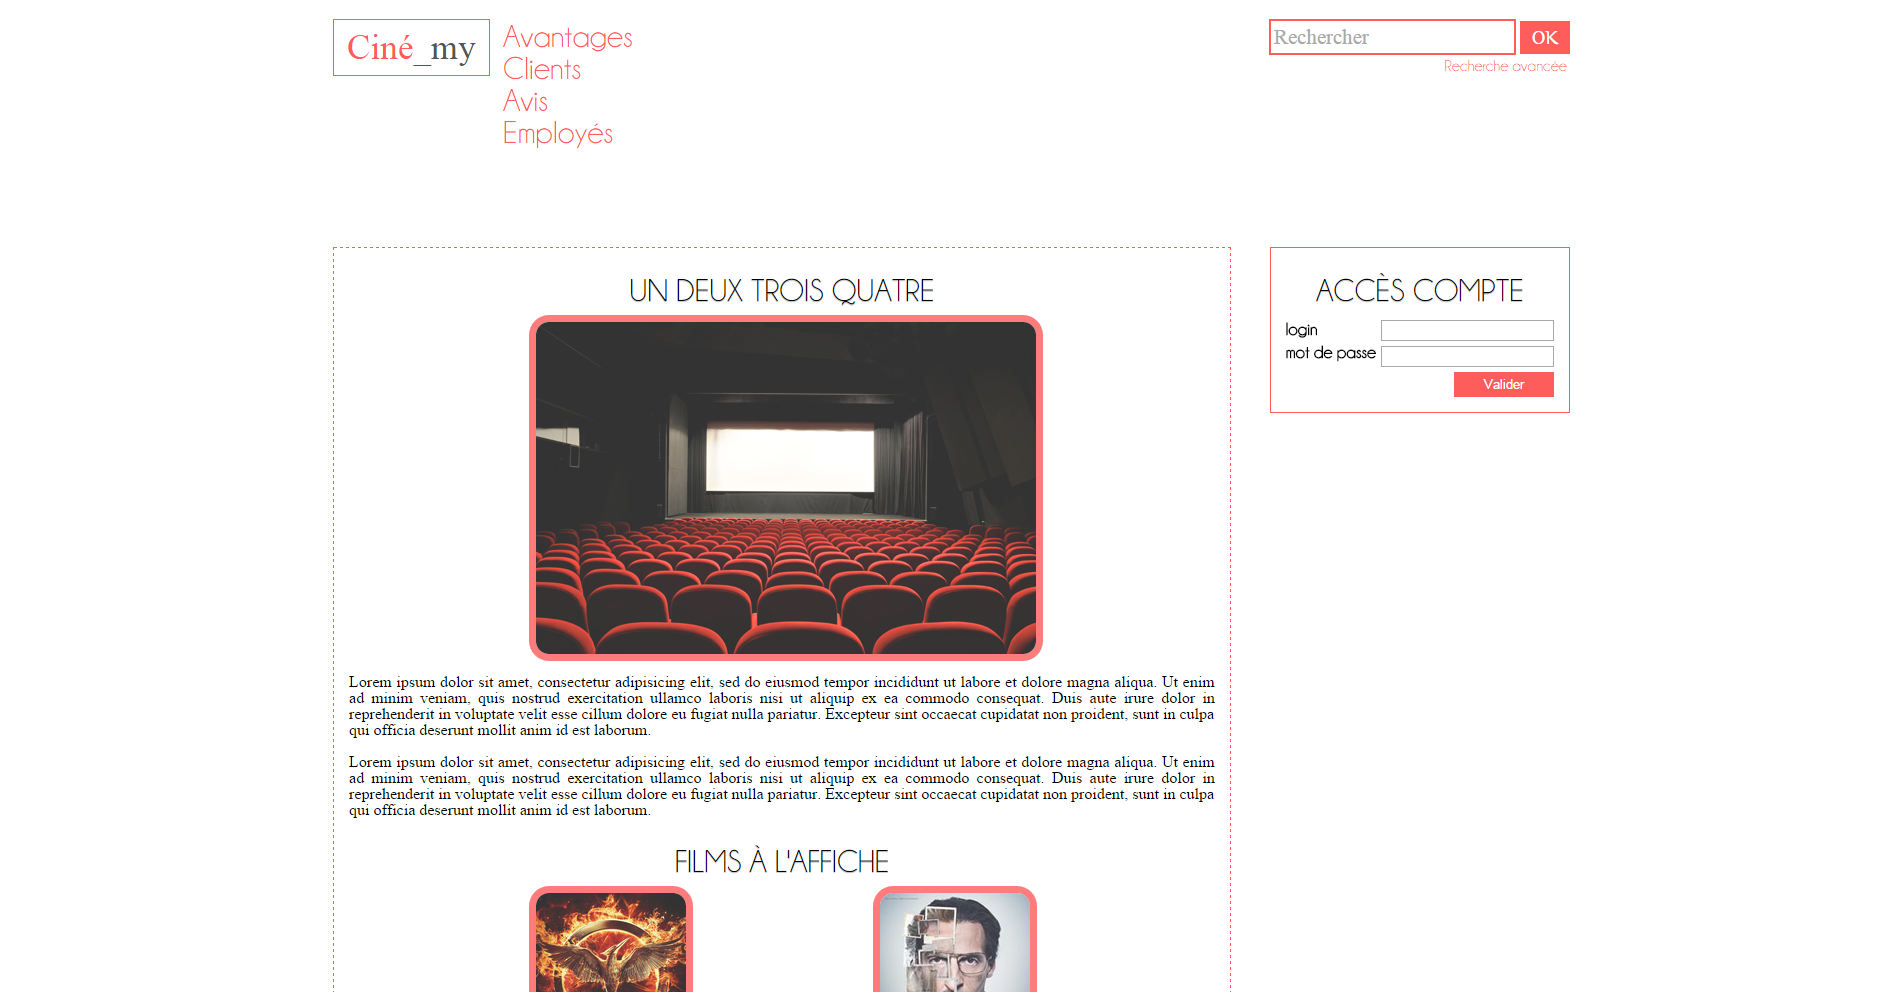 Ciné_my
Avantages
Clients
Avis
Employés
Rechercher
OK
Recherche avancée
UN DEUX TROIS QUATRE
Lorem ipsum dolor sit amet, consectetur adipisicing elit, sed do eiusmod tempor incididunt ut labore et dolore magna aliqua. Ut enim
ad minim veniam, quis nostrud exercitation ullamco laboris nisi ut aliquip ex ea commodo consequat. Duis aute irure dolor in
reprehenderit in voluptate velit esse cillum dolore eu fugiat nulla pariatur. Excepteur sint occaecat cupidatat non proident, sunt in culpa
qui officia deserunt mollit anim id est laborum.
Lorem ipsum dolor sit amet, consectetur adipisicing elit, sed do eiusmod tempor incididunt ut labore et dolore magna aliqua. Ut enim
ad minim veniam, quis nostrud exercitation ullamco laboris nisi ut aliquip ex ea commodo consequat. Duis aute irure dolor in
reprehenderit in voluptate velit esse cillum dolore eu fugiat nulla pariatur. Excepteur sint occaecat cupidatat non proident, sunt in culpa
qui officia deserunt mollit anim id est laborum.
FILMS À L'AFFICHE
ACCÈS COMPTE
login
mot de passe
Valider